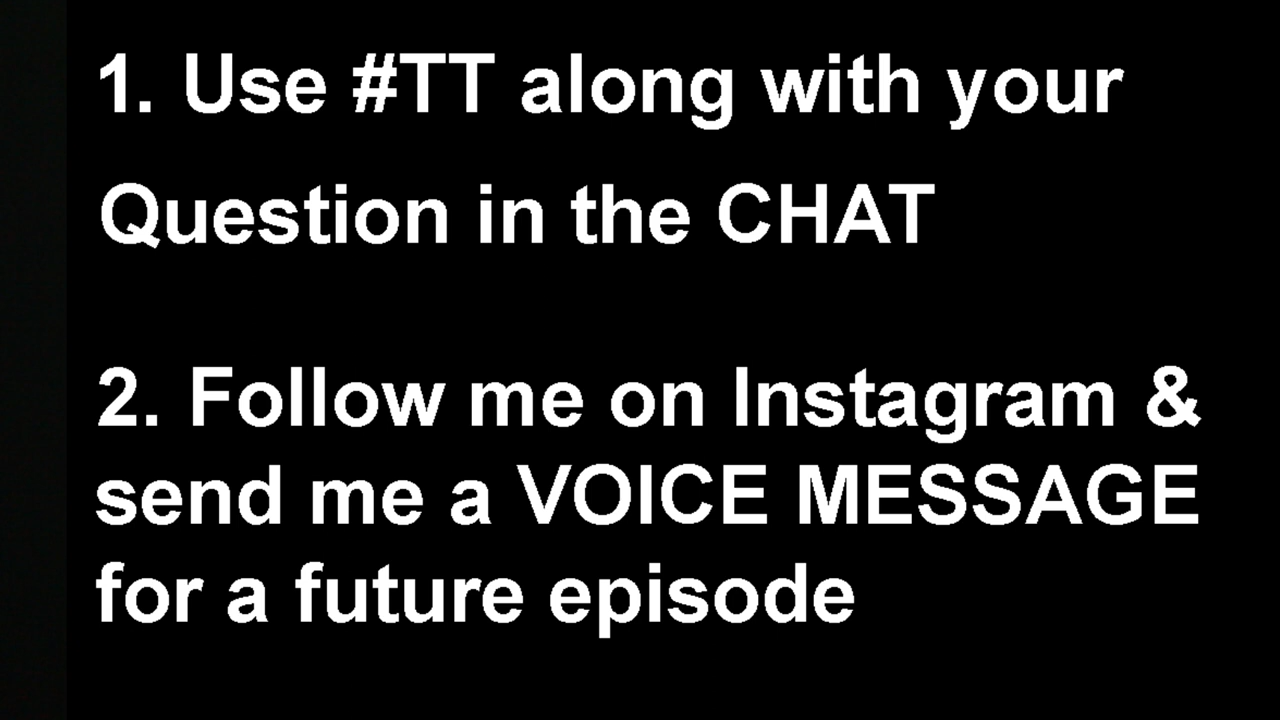 1. Use #TT along with your
Question in the CHAT
2. Follow me on Instagram &
send me a VOICE MESSAGE
for a future episode